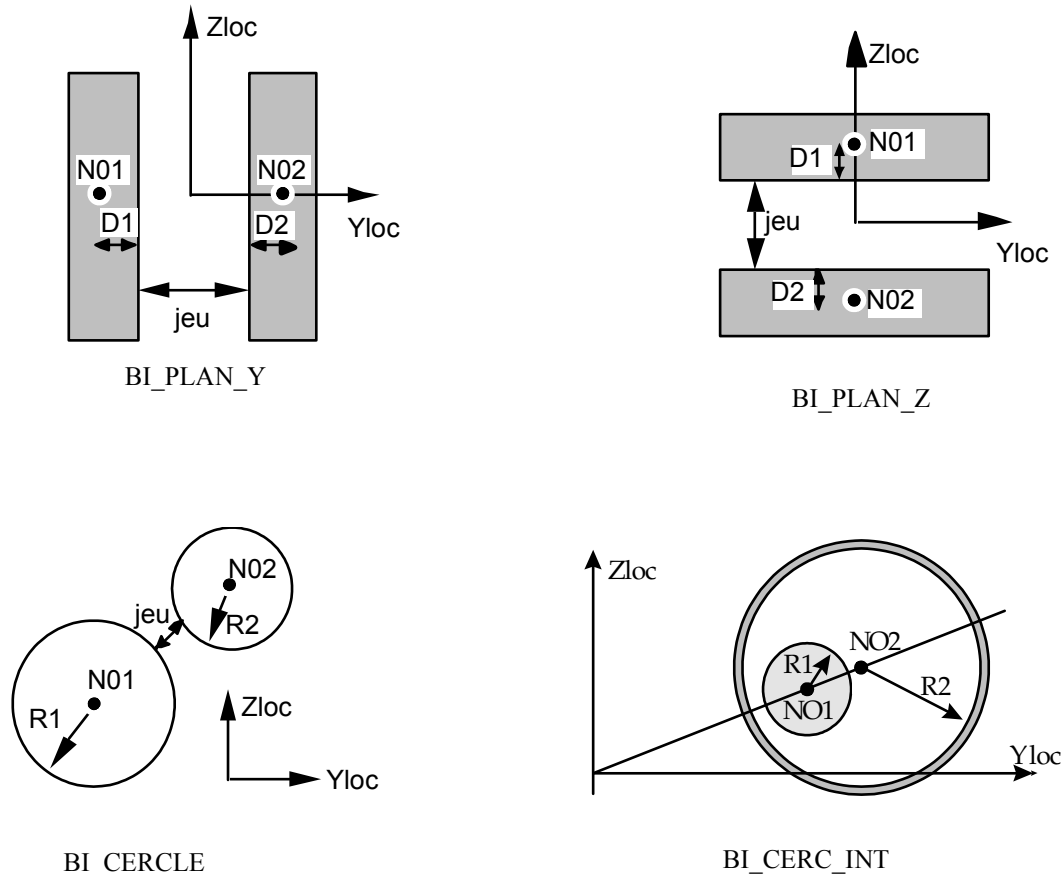 Zloc
N01
N02
D1
D2
Yloc
jeu
BI_PLAN_Y
Zloc
N01
D1
jeu
Yloc
D2
N02
BI_PLAN_Z
N02
jeu
R2
N01
R1
Zloc
Yloc
BI_CERCLE
Zloc
NO2
R1
R2
NO1
Yloc
BI_CERC_INT